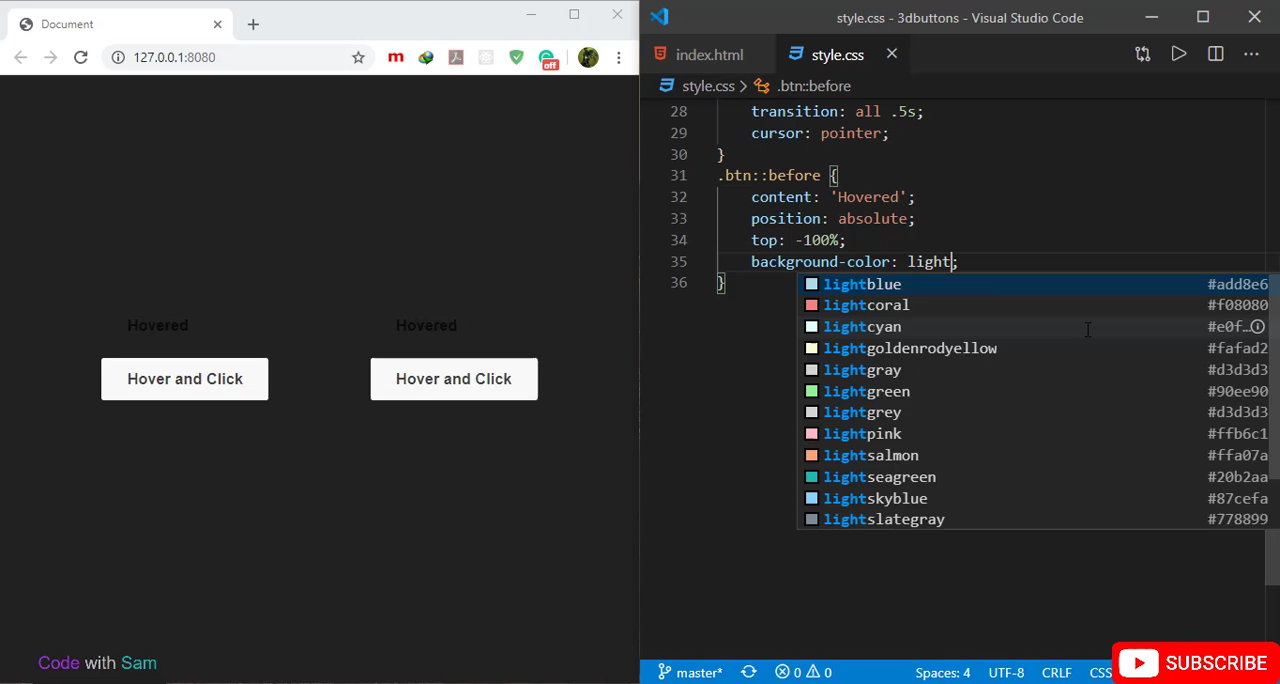 Document
127.0.0.1:8080
m
off
Hovered
Hovered
Hover and Click
Hover and Click
Code with Sam
style.css - 3dbuttons - Visual Studio Code
index.html
style.css
style.css > .btn::before
28 transition: all .5s;
29 cursor: pointer;
30 }
31 .btn::before {
32 content: 'Hovered';
33 position: absolute;
34 top: -100%;
35 background-color: light;
36 }
lightblue #add8e6
lightcoral #f08080
lightcyan #e0f...
lightgoldenrodyellow #fafad2
lightgray #d3d3d3
lightgreen #90ee90
lightgrey #d3d3d3
lightpink #ffb6c1
lightsalmon #ffa07a
lightseagreen #20b2aa
lightskyblue #87cefa
lightslategray #778899
master* 0 0 Spaces: 4 UTF-8 CRLF CSS
SUBSCRIBE